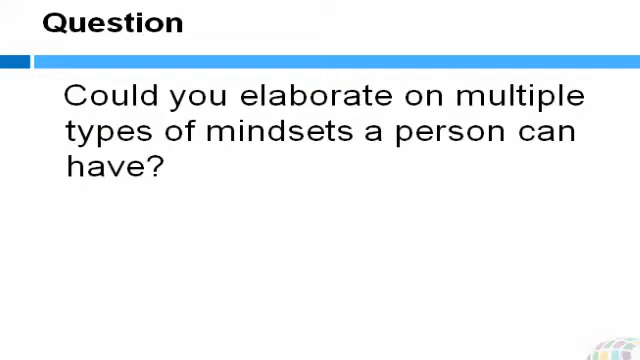 Question
Could you elaborate on multiple
types of mindsets a person can
have?